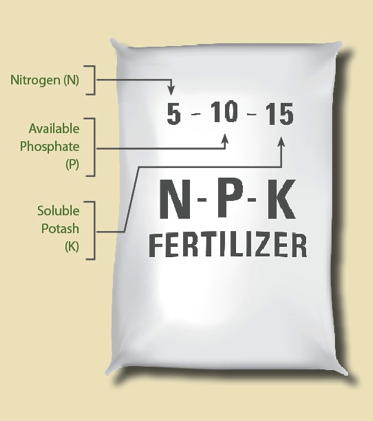 Nitrogen (N)
Available
Phosphate
(P)
Soluble
Potash
(K)
5 - 10 - 15
N-P-K
FERTILIZER